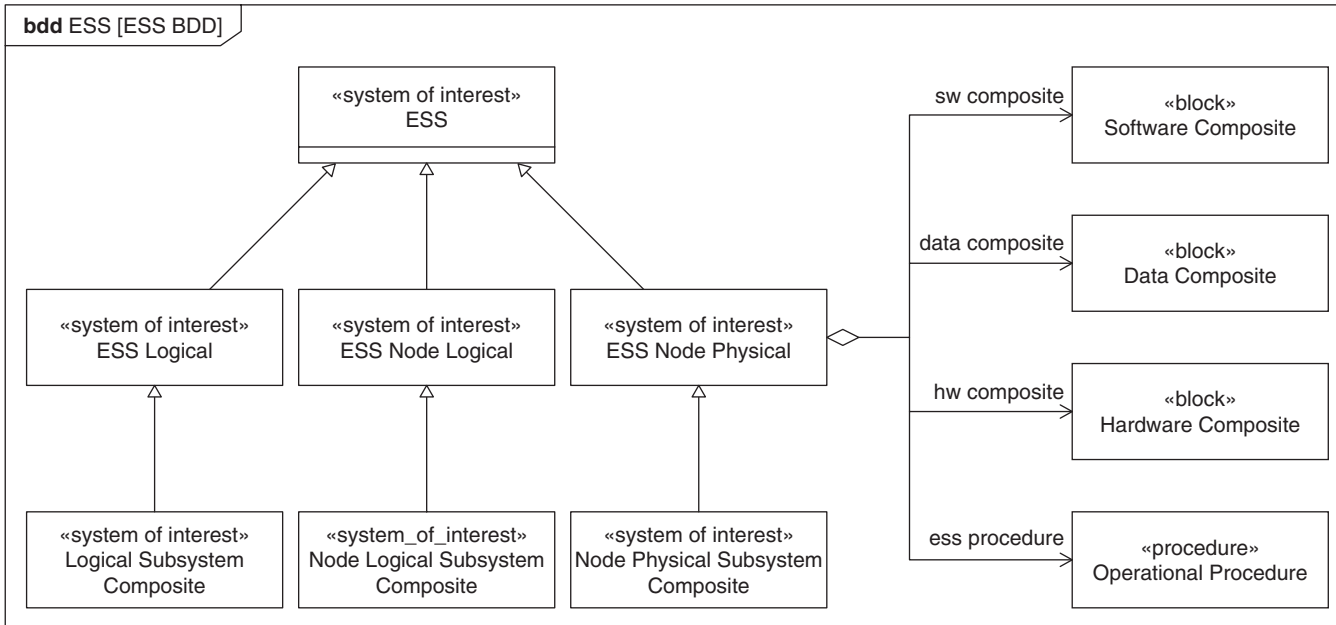 bdd ESS [ESS BDD]
«system of interest»
ESS
«system of interest»
ESS Logical
«system of interest»
ESS Node Logical
«system of interest»
ESS Node Physical
«system of interest»
Logical Subsystem
Composite
«system_of_interest»
Node Logical Subsystem
Composite
«system of interest»
Node Physical Subsystem
Composite
sw composite
«block»
Software Composite
data composite
«block»
Data Composite
hw composite
«block»
Hardware Composite
ess procedure
«procedure»
Operational Procedure